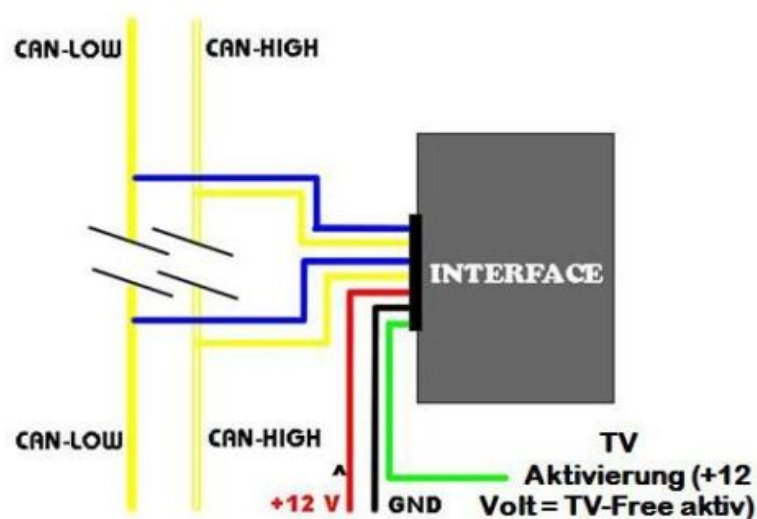 CAN-LOW
CAN-HIGH
INTERFACE
CAN-LOW
CAN-HIGH
TV
Aktivierung (+12
Volt = TV-Free aktiv)
^
+12 V
GND